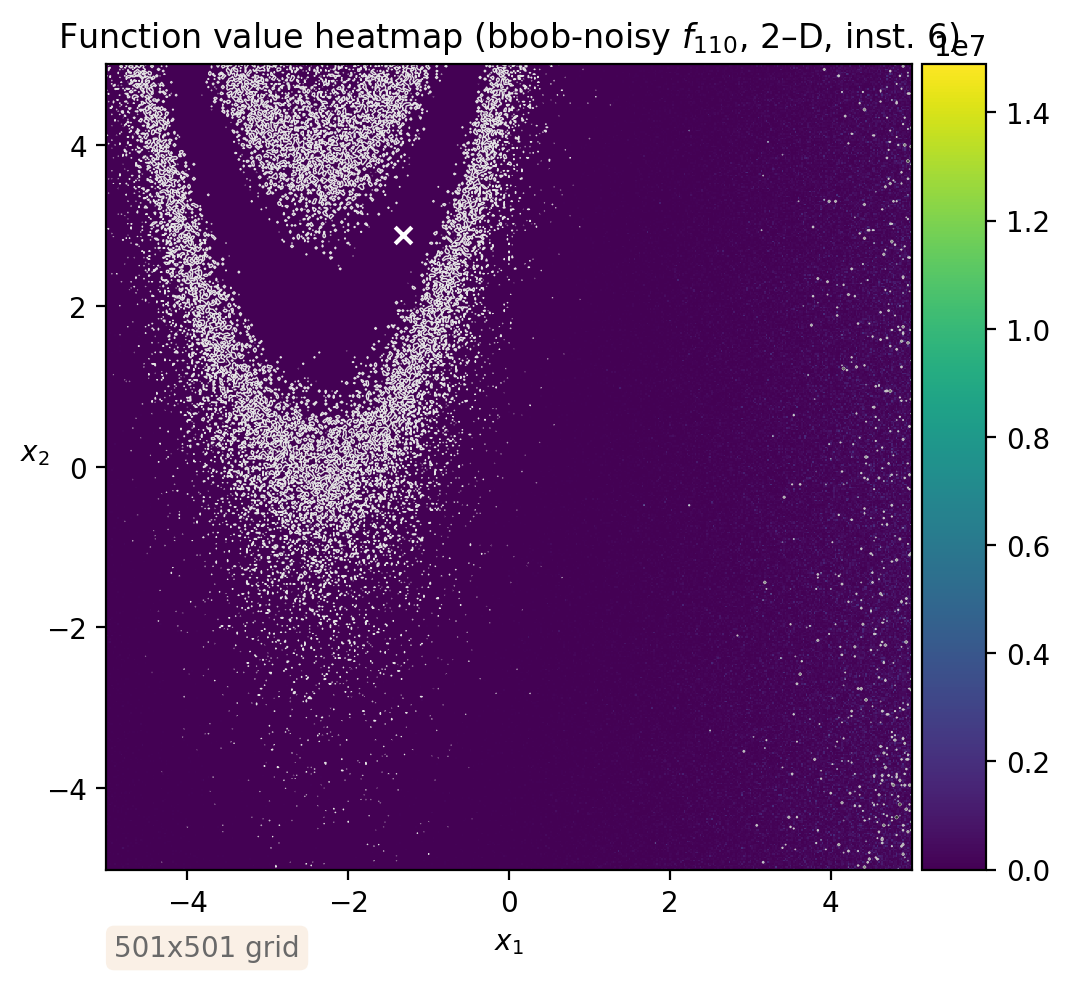 Function value heatmap (bbob-noisy f₁₁₀, 2–D, inst. 6)
1e7
1.4
1.2
1.0
0.8
0.6
0.4
0.2
0.0
4
2
0
−2
−4
x₂
−4 −2 0 2 4
x₁
501x501 grid